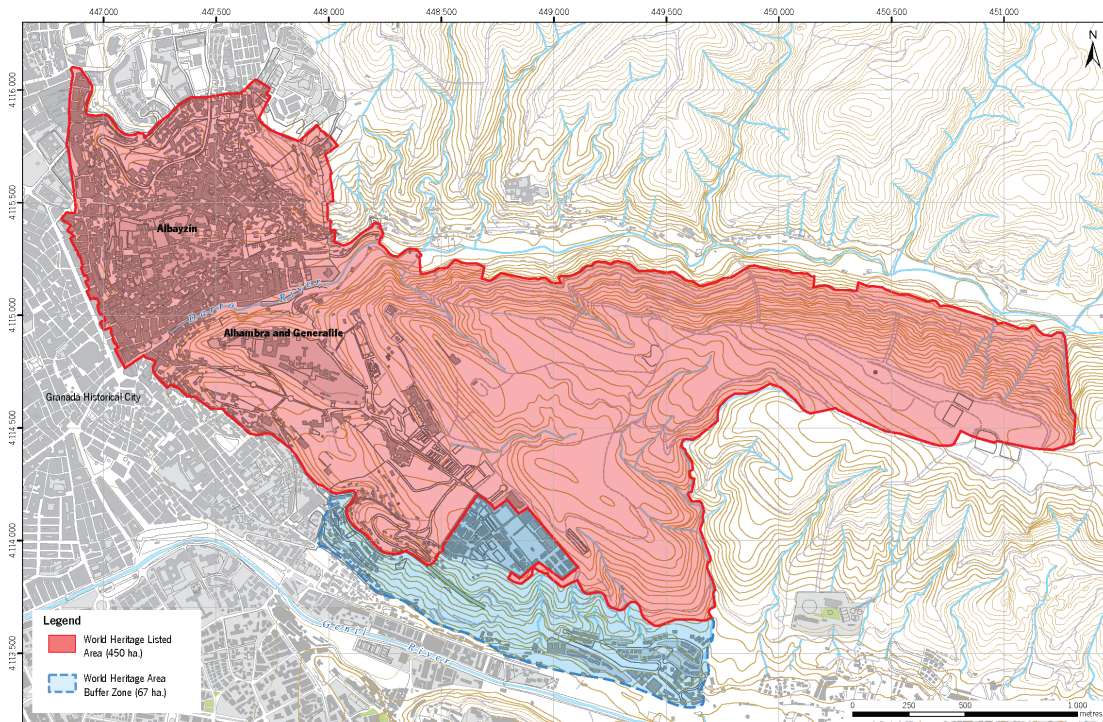 447 000 447 500 448 000 448 500 449 000 449 500 450 000 450 500 451 000
N
4 116 000
4 115 500
Albayzín
Darro River
4 115 000
Alhambra and Generalife
Granada Historical City
4 114 500
4 114 000
Legend
World Heritage Listed
Area (450 ha.)
Genil River
4 113 500
World Heritage Area
Buffer Zone (67 ha.)
0 500 1 000
metres